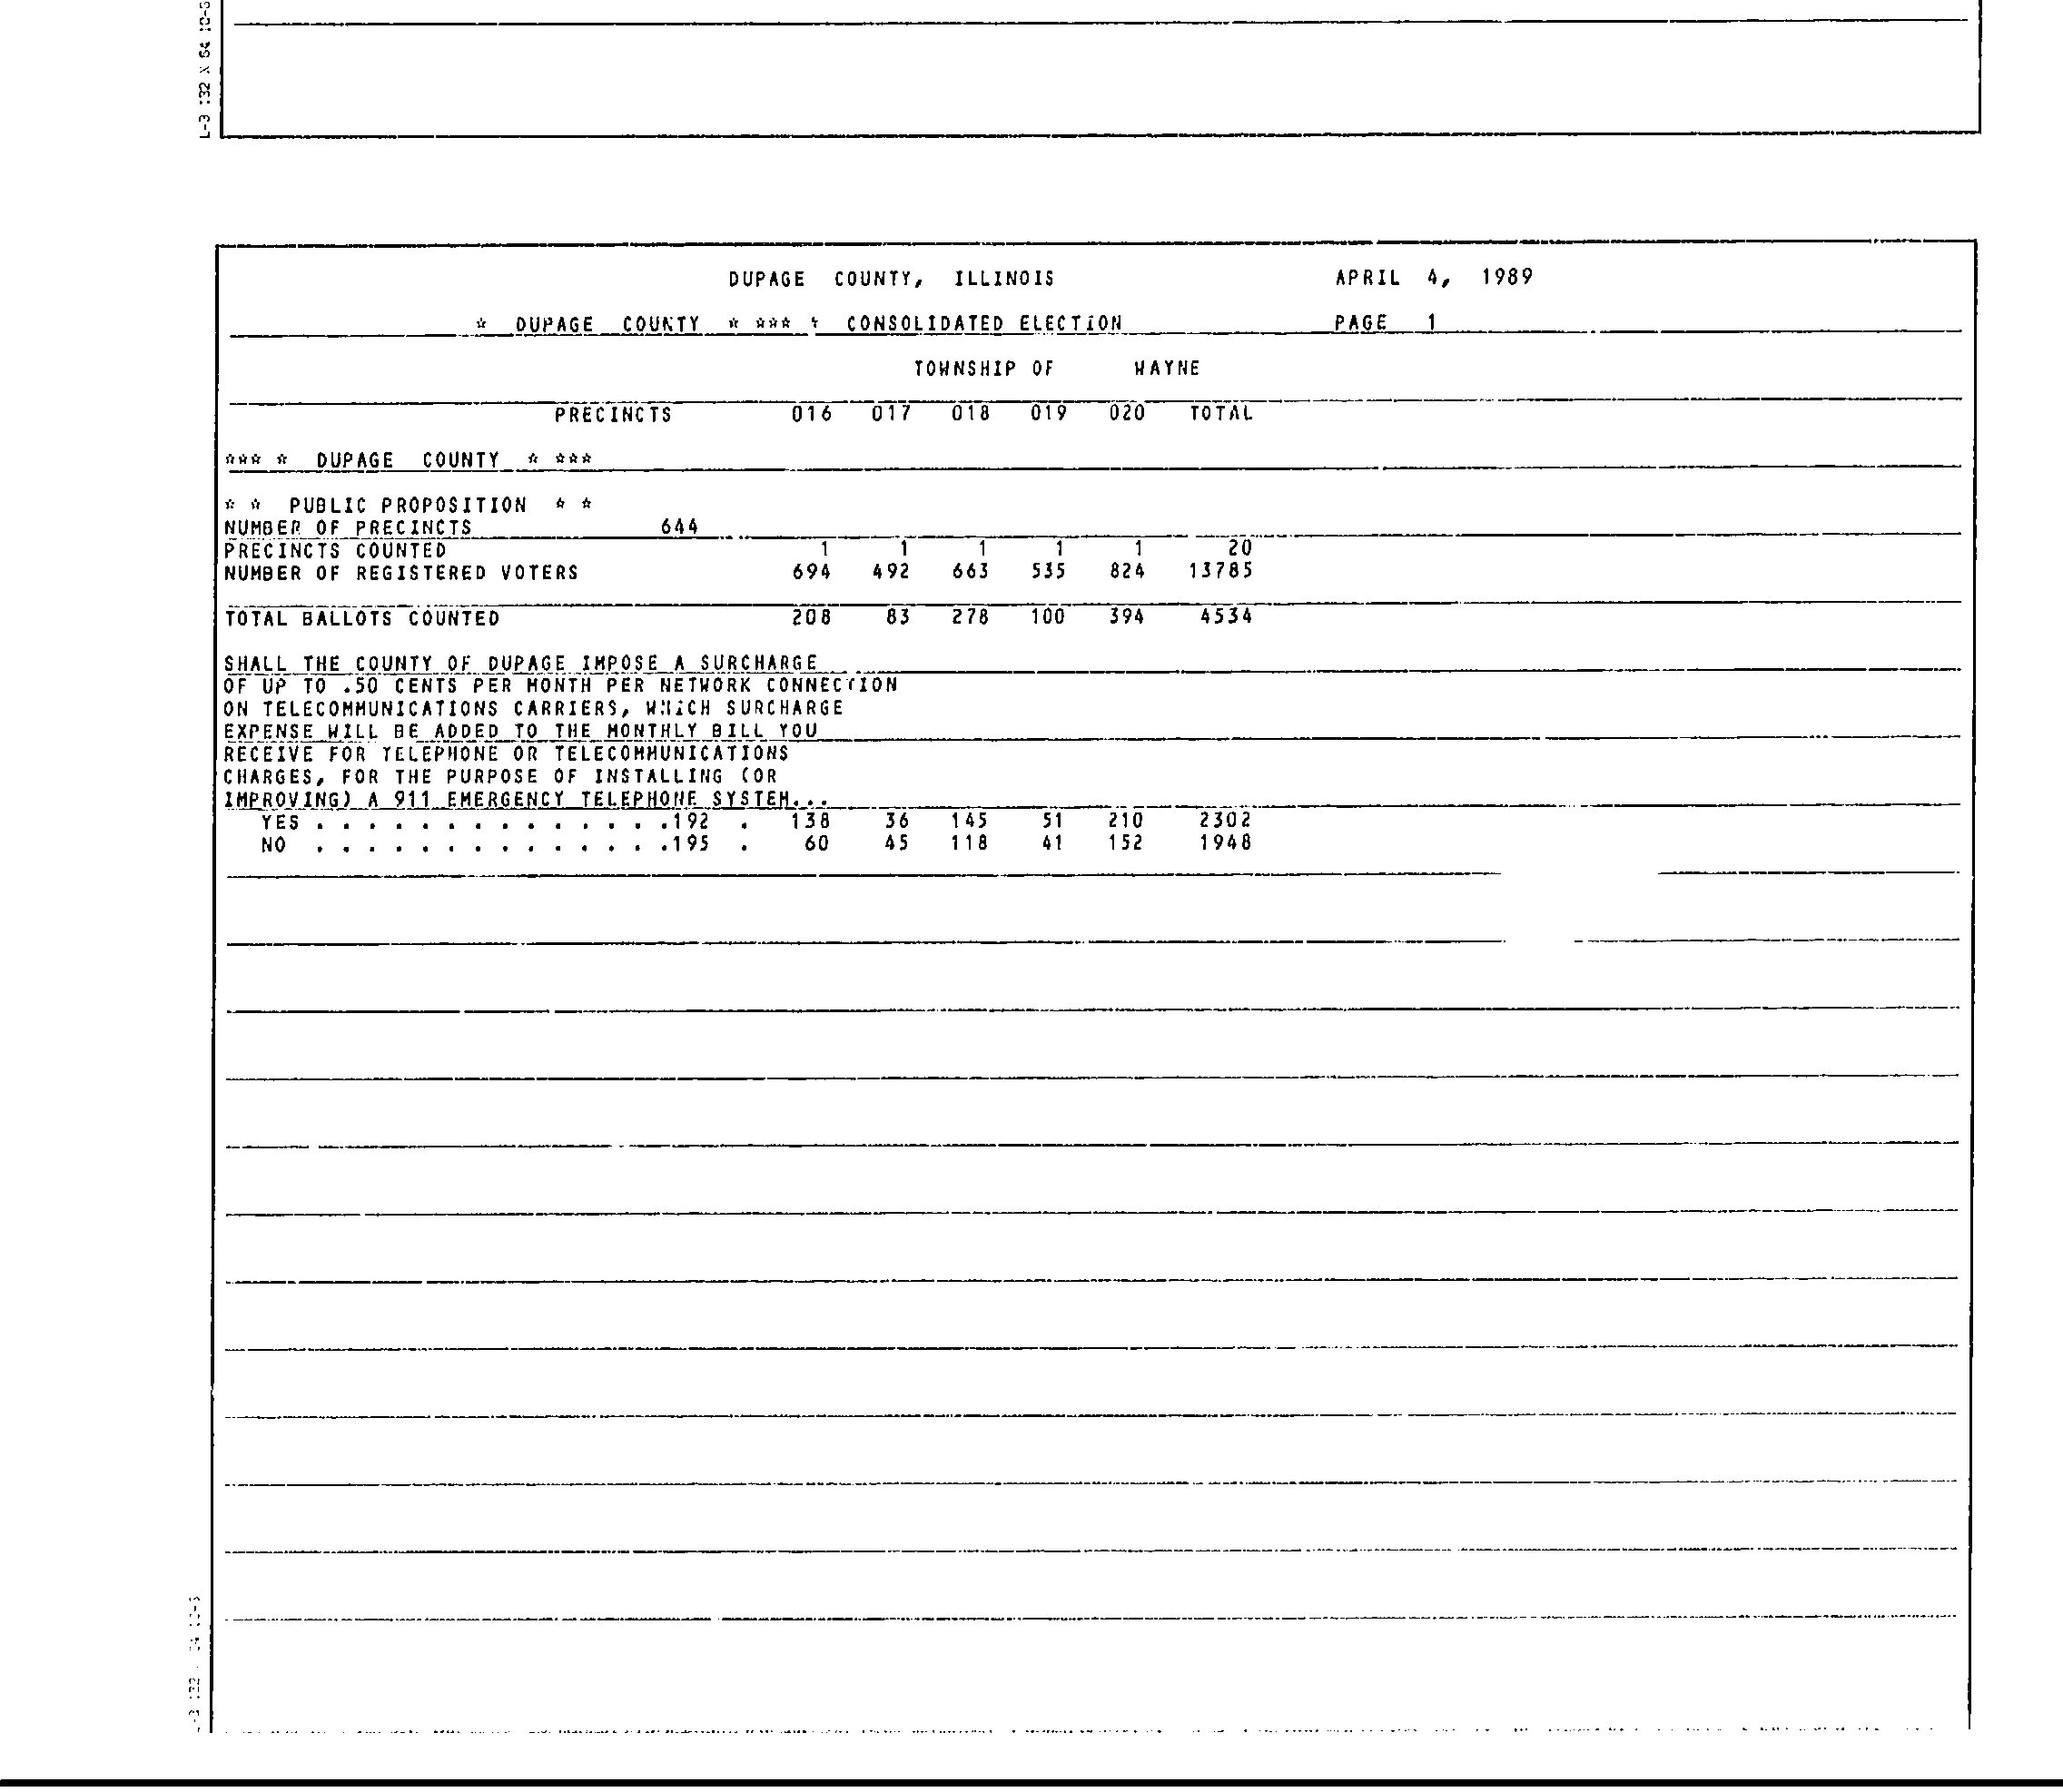 L-3 132 X 64 10-6
DUPAGE COUNTY, ILLINOIS APRIL 4, 1989
* DUPAGE COUNTY * *** * CONSOLIDATED ELECTION PAGE 1
TOWNSHIP OF WAYNE
PRECINCTS 016 017 018 019 020 TOTAL
*** * DUPAGE COUNTY * ***
* * PUBLIC PROPOSITION * *
NUMBER OF PRECINCTS 644
PRECINCTS COUNTED 1 1 1 1 1 20
NUMBER OF REGISTERED VOTERS 694 492 663 535 824 13785
TOTAL BALLOTS COUNTED 208 83 278 100 394 4534
SHALL THE COUNTY OF DUPAGE IMPOSE A SURCHARGE
OF UP TO .50 CENTS PER MONTH PER NETWORK CONNECTION
ON TELECOMMUNICATIONS CARRIERS, WHICH SURCHARGE
EXPENSE WILL BE ADDED TO THE MONTHLY BILL YOU
RECEIVE FOR TELEPHONE OR TELECOMMUNICATIONS
CHARGES, FOR THE PURPOSE OF INSTALLING (OR
IMPROVING) A 911 EMERGENCY TELEPHONE SYSTEM...
YES . . . . . . . . . . . . . .192 . 138 36 145 51 210 2302
NO . . . . . . . . . . . . . .195 . 60 45 118 41 152 1948